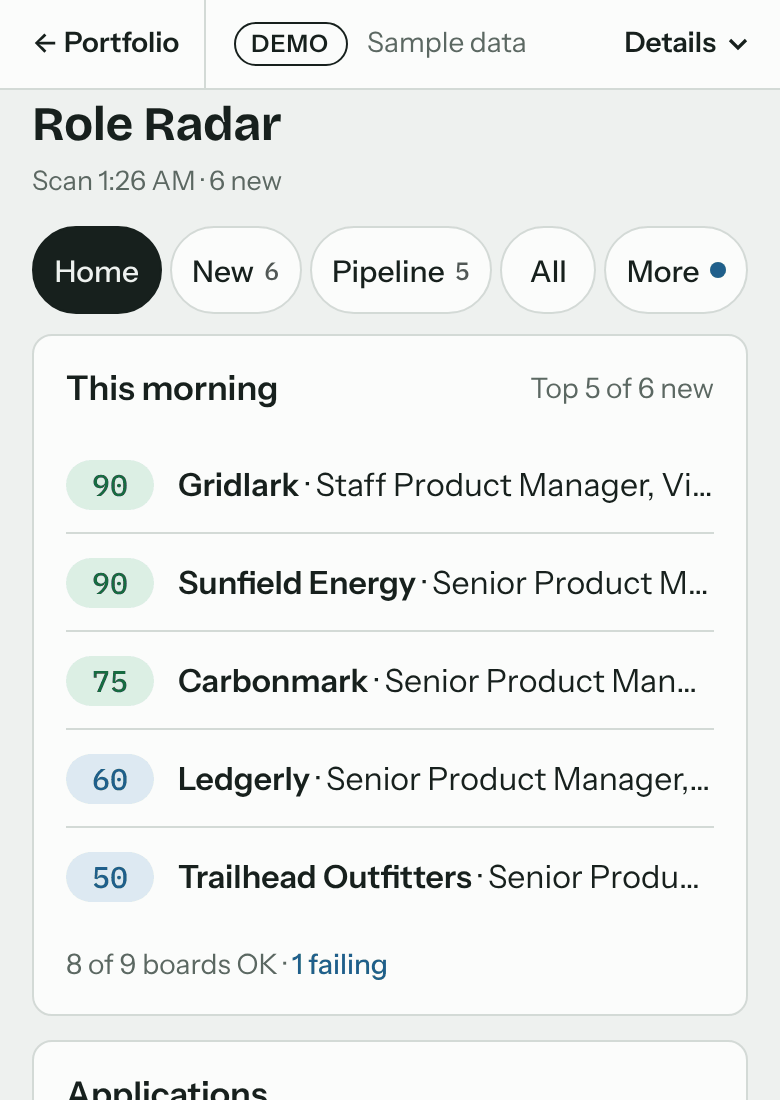 ← Portfolio DEMO Sample data Details
Role Radar
Scan 1:26 AM · 6 new
Home New 6 Pipeline 5 All More
This morning Top 5 of 6 new
90 Gridlark · Staff Product Manager, Vi...
90 Sunfield Energy · Senior Product M...
75 Carbonmark · Senior Product Man...
60 Ledgerly · Senior Product Manager,...
50 Trailhead Outfitters · Senior Produ...
8 of 9 boards OK · 1 failing
Applications